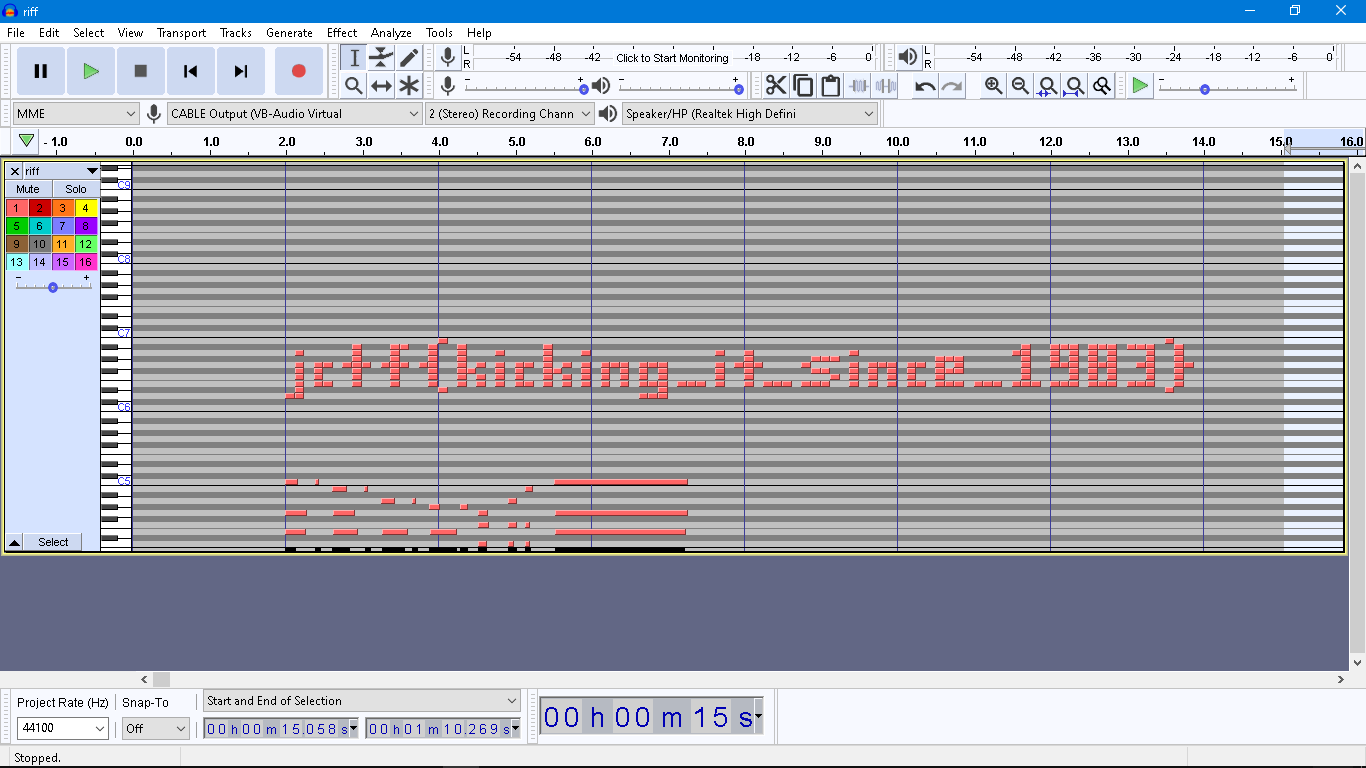 riff
File Edit Select View Transport Tracks Generate Effect Analyze Tools Help
L R -54 -48 -42 Click to Start Monitoring -18 -12 -6 0
L R -54 -48 -42 -36 -30 -24 -18 -12 -6 0
- + - + - +
MME CABLE Output (VB-Audio Virtual 2 (Stereo) Recording Chann Speaker/HP (Realtek High Defini
- 1.0 0.0 1.0 2.0 3.0 4.0 5.0 6.0 7.0 8.0 9.0 10.0 11.0 12.0 13.0 14.0 15.0 16.0
riff
Mute Solo
1 2 3 4
5 6 7 8
9 10 11 12
13 14 15 16
- +
C9
C8
C7
jctf{kicking_it_since_1983}
C6
C5
Select
Project Rate (Hz) Snap-To Start and End of Selection
44100 Off 00 h 00 m 15.058 s 00 h 01 m 10.269 s
00 h 00 m 15 s
Stopped.